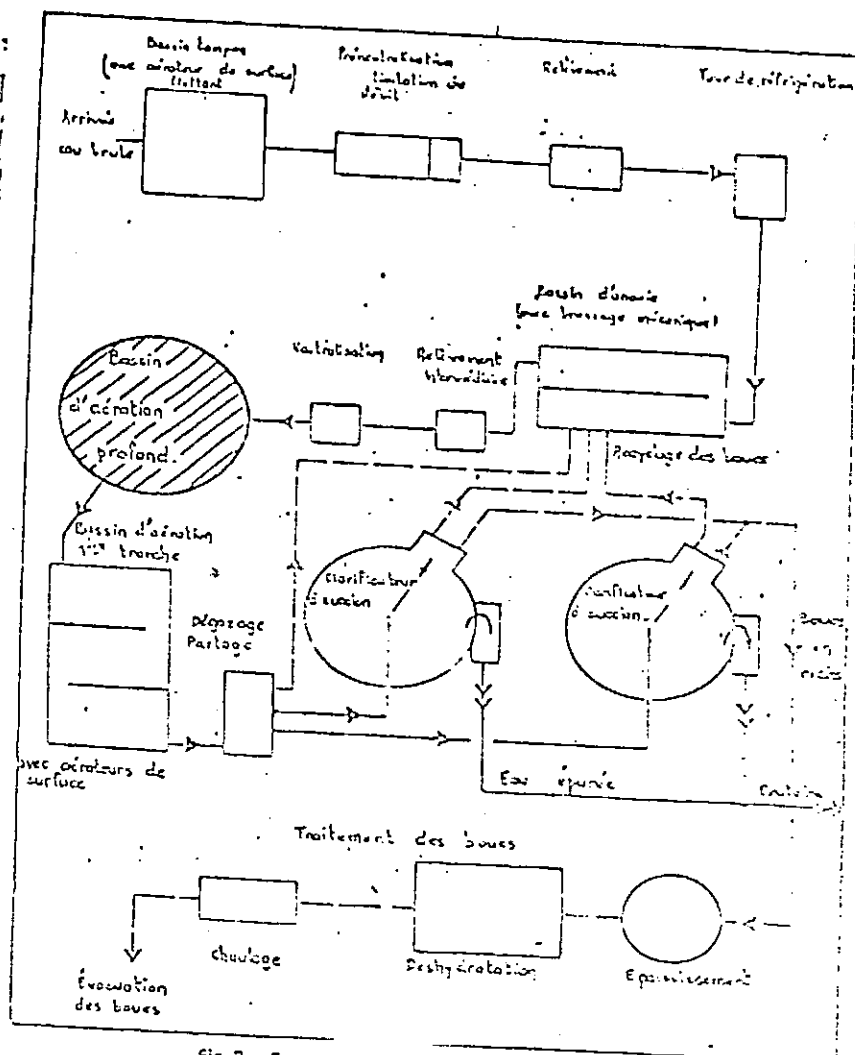 Bassin tampon
(avec aérateur de surface)
flottant
Préneutralisation
limitation de
débit
Relèvement
Tour de réfrigération
Arrivée
eau brute
Bassin d'anoxie
(avec brassage mécanique)
Neutralisation
Relèvement
intermédiaire
Bassin
d'aération
profond.
Recyclage des boues
Bassin d'aération
tranche
Clarificateur
à succion
Clarificateur
à succion
Dégazage
Partage
Boues
en
excès
avec aérateurs de
surface
Eau épurée
Exutoire
Traitement des boues
Chaulage
Deshydratation
Epaississement
Évacuation
des boues